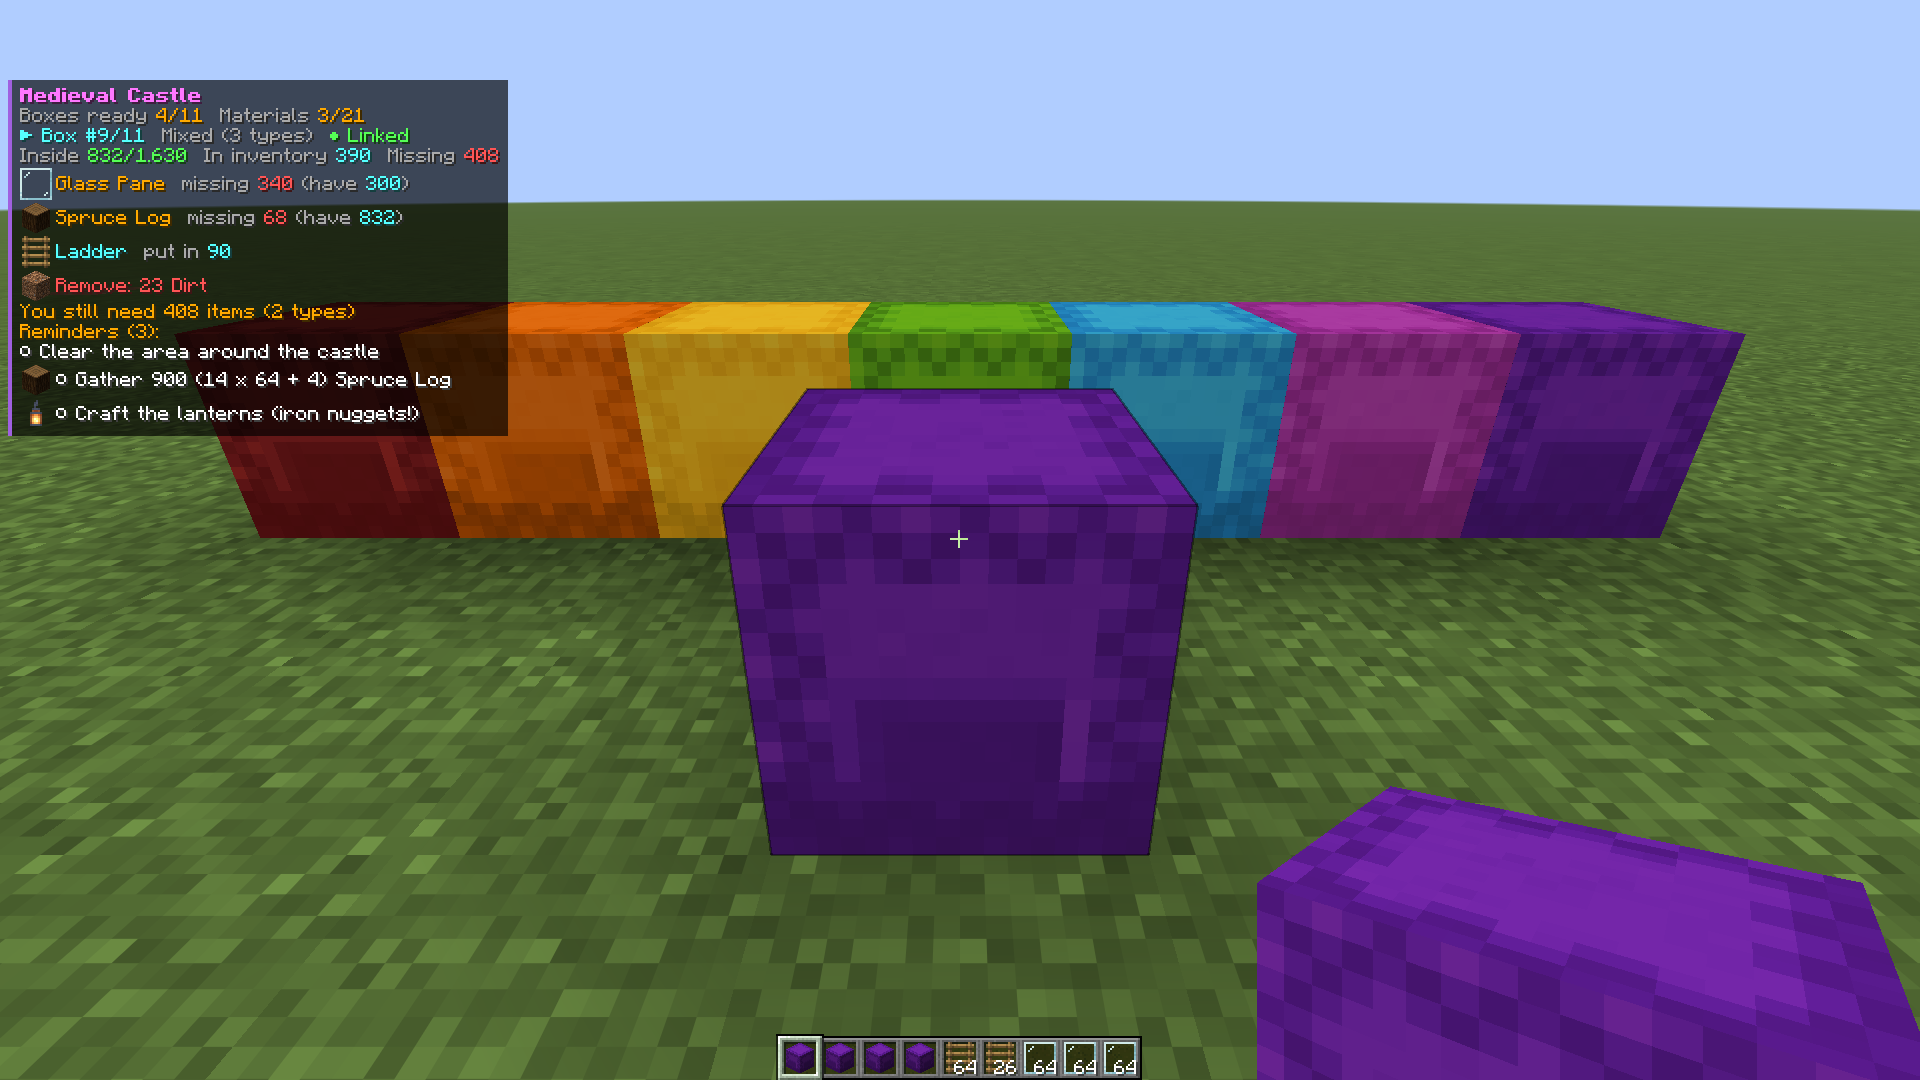 Medieval Castle
Boxes ready 4/11 Materials 3/21
► Box #9/11 Mixed (3 types) ● Linked
Inside 832/1.630 In inventory 390 Missing 408
Glass Pane missing 340 (have 300)
Spruce Log missing 68 (have 832)
Ladder put in 90
Remove: 23 Dirt
You still need 408 items (2 types)
Reminders (3):
○ Clear the area around the castle
○ Gather 900 (14 x 64 + 4) Spruce Log
○ Craft the lanterns (iron nuggets!)
64 26 64 64 64